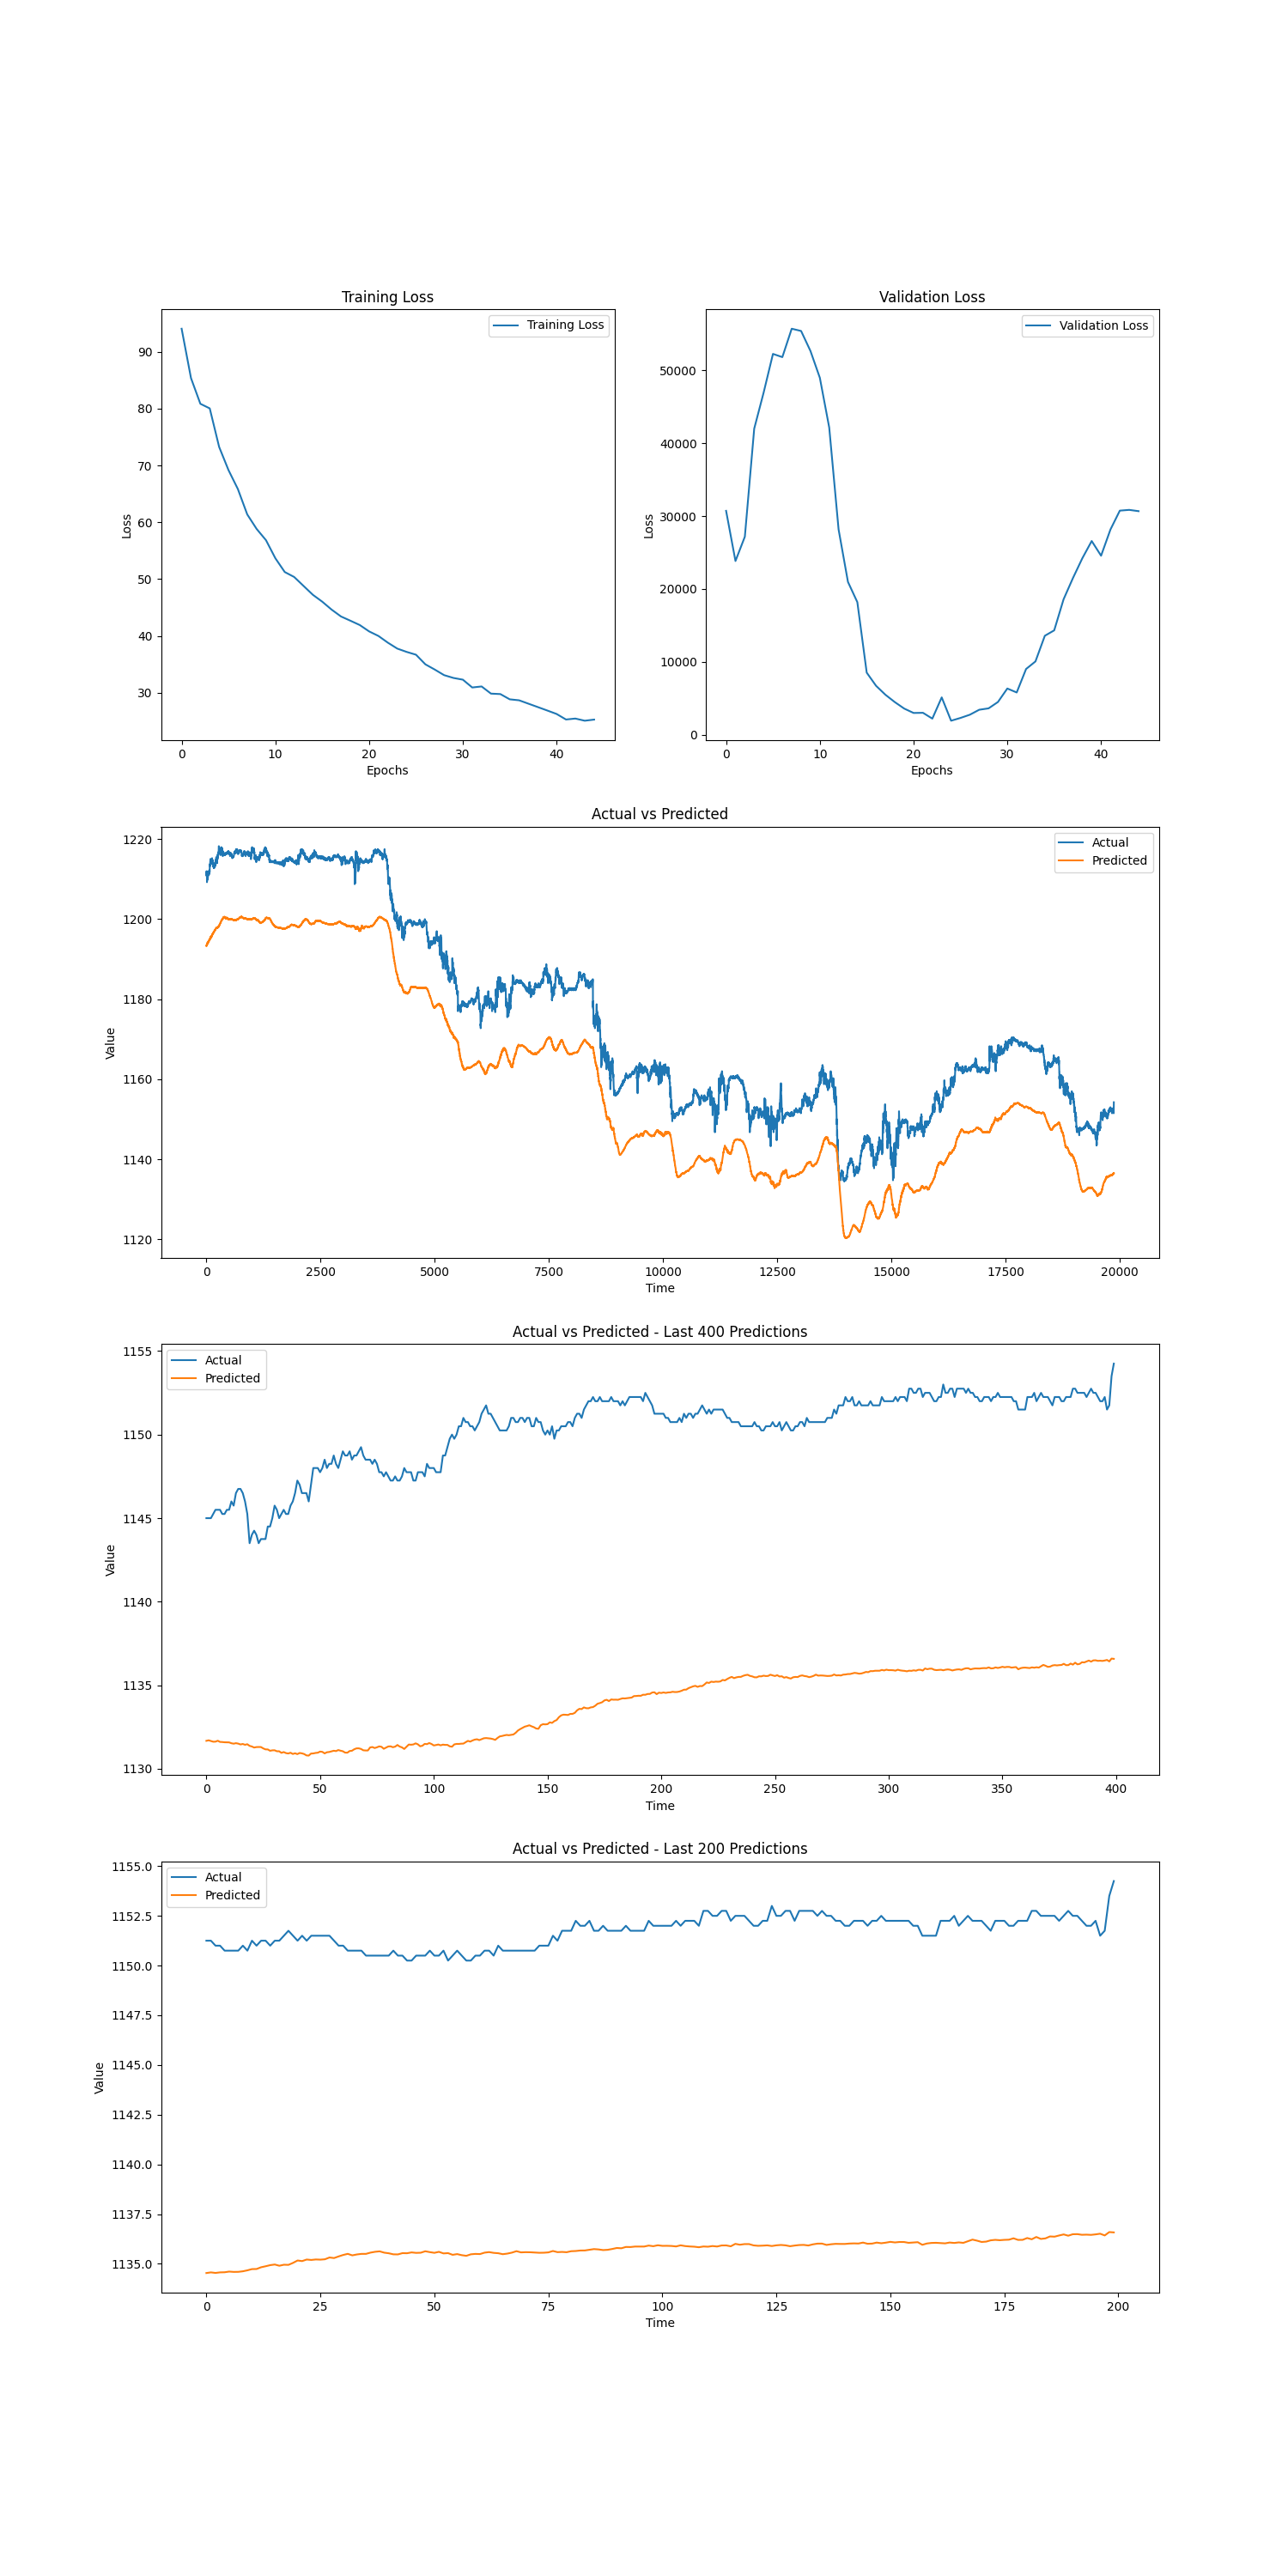 Training Loss
Training Loss
90
80
70
60
50
40
30
Loss
0 10 20 30 40
Epochs
Validation Loss
Validation Loss
50000
40000
30000
20000
10000
0
Loss
0 10 20 30 40
Epochs
Actual vs Predicted
Actual
Predicted
1220
1200
1180
1160
1140
1120
Value
0 2500 5000 7500 10000 12500 15000 17500 20000
Time
Actual vs Predicted - Last 400 Predictions
Actual
Predicted
1155
1150
1145
1140
1135
1130
Value
0 50 100 150 200 250 300 350 400
Time
Actual vs Predicted - Last 200 Predictions
Actual
Predicted
1155.0
1152.5
1150.0
1147.5
1145.0
1142.5
1140.0
1137.5
1135.0
Value
0 25 50 75 100 125 150 175 200
Time